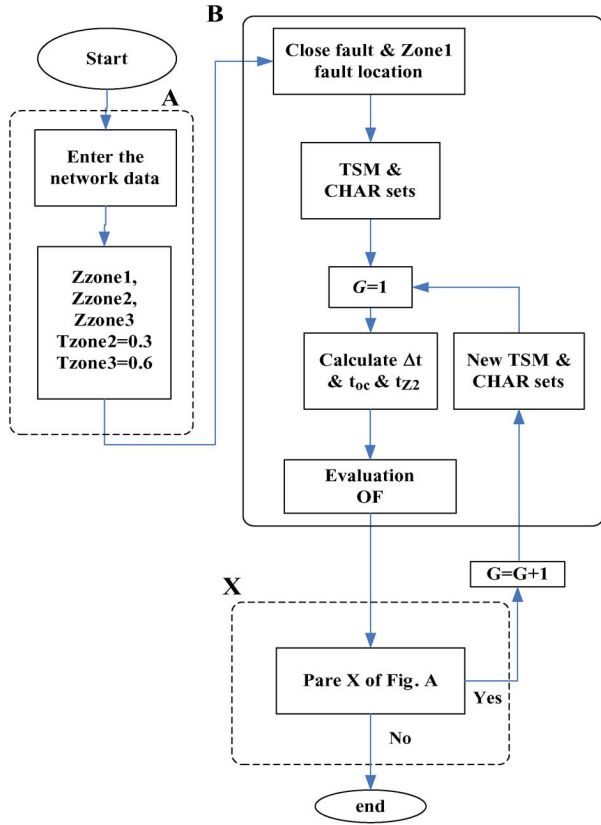 Start
A
Enter the
network data
Zzone1,
Zzone2,
Zzone3
Tzone2=0.3
Tzone3=0.6
B
Close fault & Zone1
fault location
TSM &
CHAR sets
G=1
Calculate Δt
& toc & tZ2
New TSM &
CHAR sets
Evaluation
OF
G=G+1
X
Pare X of Fig. A
Yes
No
end